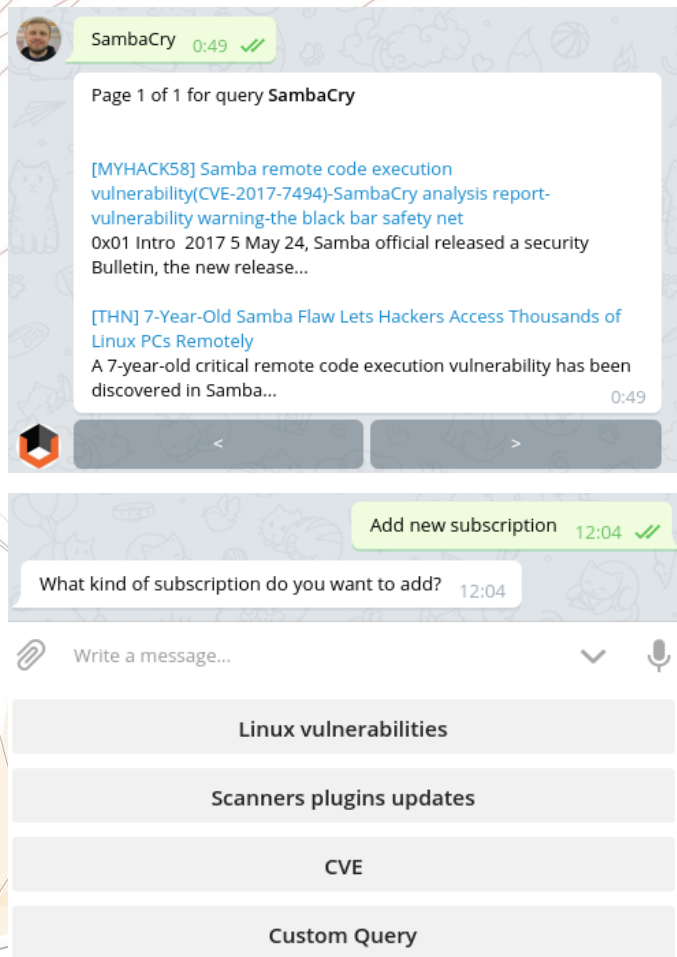 SambaCry 0:49
Page 1 of 1 for query SambaCry
[MYHACK58] Samba remote code execution
vulnerability(CVE-2017-7494)-SambaCry analysis report-
vulnerability warning-the black bar safety net
0x01 Intro  2017 5 May 24, Samba official released a security
Bulletin, the new release...
[THN] 7-Year-Old Samba Flaw Lets Hackers Access Thousands of
Linux PCs Remotely
A 7-year-old critical remote code execution vulnerability has been
discovered in Samba...
0:49
< >
Add new subscription 12:04
What kind of subscription do you want to add? 12:04
Write a message...
Linux vulnerabilities
Scanners plugins updates
CVE
Custom Query